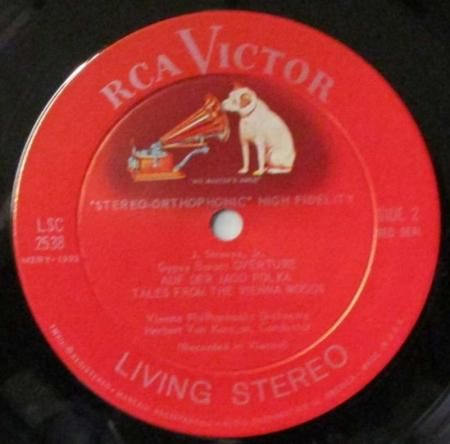 RCA VICTOR
"HIS MASTER'S VOICE"
"STEREO-ORTHOPHONIC" HIGH FIDELITY
LSC
2538
SIDE 2
RED SEAL
J. Strauss, Jr.
Gypsy Baron: OVERTURE
AUF DER JAGD POLKA
TALES FROM THE VIENNA WOODS
Vienna Philharmonic Orchestra
Herbert Von Karajan, Conductor
(Recorded in Vienna)
LIVING STEREO